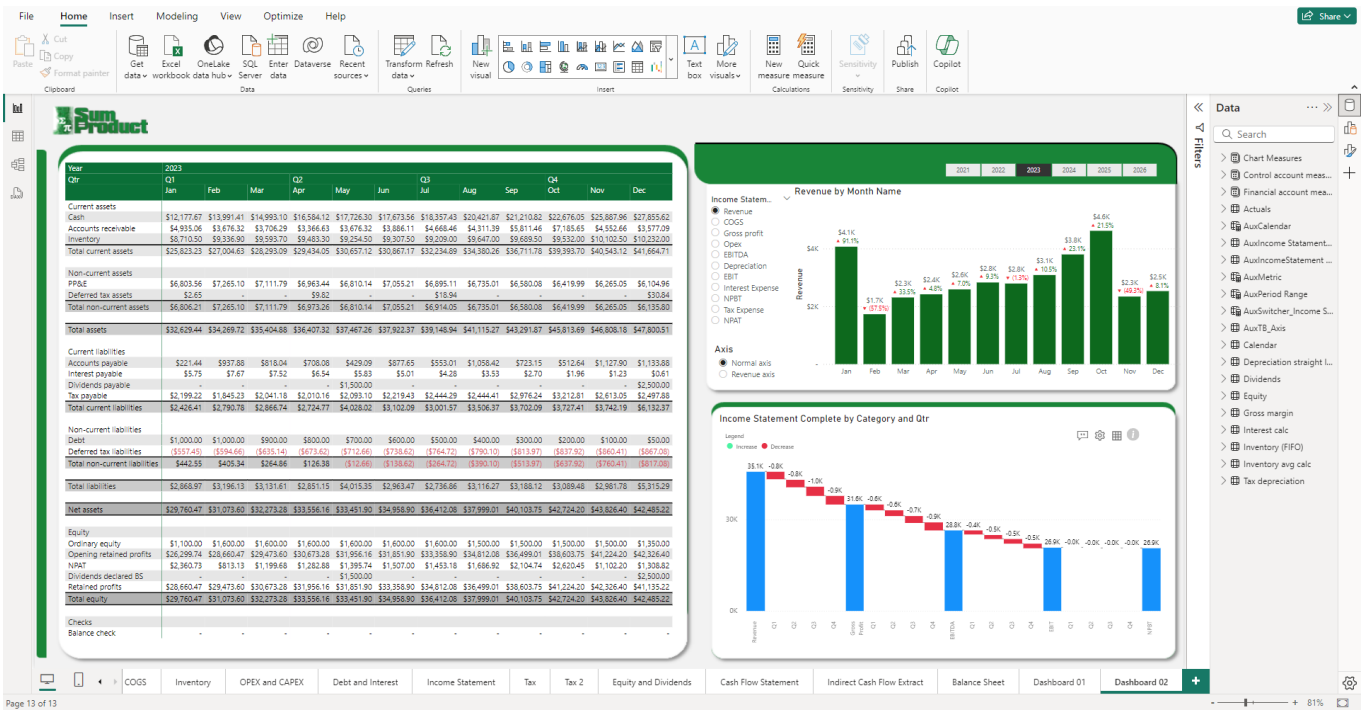 File Home Insert Modeling View Optimize Help Share
Paste
Cut
Copy
Format painter
Clipboard
Get data
Excel workbook
OneLake data hub
SQL Server
Enter data
Dataverse
Recent sources
Data
Transform data
Refresh
Queries
New visual
Text box
More visuals
Insert
New measure
Quick measure
Calculations
Sensitivity
Sensitivity
Publish
Share
Copilot
Copilot
Sum
Product
Year 2023
Qtr Q1 Q2 Q3 Q4
Jan Feb Mar Apr May Jun Jul Aug Sep Oct Nov Dec
Current assets
Cash $12,177.67 $13,991.41 $14,993.10 $16,584.12 $17,726.30 $17,673.56 $18,357.43 $20,421.87 $21,210.82 $22,676.05 $25,887.96 $27,855.62
Accounts receivable $4,935.06 $3,676.32 $3,706.29 $3,366.63 $3,676.32 $3,886.11 $4,668.46 $4,311.39 $5,811.46 $7,185.65 $4,552.66 $3,577.09
Inventory $8,710.50 $9,336.90 $9,593.70 $9,483.30 $9,254.50 $9,307.50 $9,209.00 $9,647.00 $9,689.50 $9,532.00 $10,102.50 $10,232.00
Total current assets $25,823.23 $27,004.63 $28,293.09 $29,434.05 $30,657.12 $30,867.17 $32,234.89 $34,380.26 $36,711.78 $39,393.70 $40,543.12 $41,664.71
Non-current assets
PP&E $6,803.56 $7,265.10 $7,111.79 $6,963.44 $6,810.14 $7,055.21 $6,895.11 $6,735.01 $6,580.08 $6,419.99 $6,265.05 $6,104.96
Deferred tax assets $2.65 - - $9.82 - - $18.94 - - - - $30.84
Total non-current assets $6,806.21 $7,265.10 $7,111.79 $6,973.26 $6,810.14 $7,055.21 $6,914.05 $6,735.01 $6,580.08 $6,419.99 $6,265.05 $6,135.80
Total assets $32,629.44 $34,269.72 $35,404.88 $36,407.32 $37,467.26 $37,922.37 $39,148.94 $41,115.27 $43,291.87 $45,813.69 $46,808.18 $47,800.51
Current liabilities
Accounts payable $221.44 $937.88 $818.04 $708.08 $429.09 $877.65 $553.01 $1,058.42 $723.15 $512.64 $1,127.90 $1,133.88
Interest payable $5.75 $7.67 $7.52 $6.54 $5.83 $5.01 $4.28 $3.53 $2.70 $1.96 $1.23 $0.61
Dividends payable - - - - $1,500.00 - - - - - - $2,500.00
Tax payable $2,199.22 $1,845.23 $2,041.18 $2,010.16 $2,093.10 $2,219.43 $2,444.29 $2,444.41 $2,976.24 $3,212.81 $2,613.05 $2,497.88
Total current liabilities $2,426.41 $2,790.78 $2,866.74 $2,724.77 $4,028.02 $3,102.09 $3,001.57 $3,506.37 $3,702.09 $3,727.41 $3,742.19 $6,132.37
Non-current liabilities
Debt $1,000.00 $1,000.00 $900.00 $800.00 $700.00 $600.00 $500.00 $400.00 $300.00 $200.00 $100.00 $50.00
Deferred tax liabilities ($557.45) ($594.66) ($635.14) ($673.62) ($712.66) ($738.62) ($764.72) ($790.10) ($813.97) ($837.92) ($860.41) ($867.08)
Total non-current liabilities $442.55 $405.34 $264.86 $126.38 ($12.66) ($138.62) ($264.72) ($390.10) ($513.97) ($637.92) ($760.41) ($817.08)
Total liabilities $2,868.97 $3,196.13 $3,131.61 $2,851.15 $4,015.35 $2,963.47 $2,736.86 $3,116.27 $3,188.12 $3,089.48 $2,981.78 $5,315.29
Net assets $29,760.47 $31,073.60 $32,273.28 $33,556.16 $33,451.90 $34,958.90 $36,412.08 $37,999.01 $40,103.75 $42,724.20 $43,826.40 $42,485.22
Equity
Ordinary equity $1,100.00 $1,600.00 $1,600.00 $1,600.00 $1,600.00 $1,600.00 $1,500.00 $1,500.00 $1,500.00 $1,500.00 $1,500.00 $1,350.00
Opening retained profits $26,299.74 $28,660.47 $29,473.60 $30,673.28 $31,956.16 $31,851.90 $33,358.90 $34,812.08 $36,499.01 $38,603.75 $41,224.20 $42,326.40
NPAT $2,360.73 $813.13 $1,199.68 $1,282.88 $1,395.74 $1,507.00 $1,453.18 $1,686.92 $2,104.74 $2,620.45 $1,102.20 $1,308.82
Dividends declared BS - - - - $1,500.00 - - - - - - $2,500.00
Retained profits $28,660.47 $29,473.60 $30,673.28 $31,956.16 $31,851.90 $33,358.90 $34,812.08 $36,499.01 $38,603.75 $41,224.20 $42,326.40 $41,135.22
Total equity $29,760.47 $31,073.60 $32,273.28 $33,556.16 $33,451.90 $34,958.90 $36,412.08 $37,999.01 $40,103.75 $42,724.20 $43,826.40 $42,485.22
Checks
Balance check - - - - - - - - - - - -
2021 2022 2023 2024 2025 2026
Income Statem...
Revenue
COGS
Gross profit
Opex
EBITDA
Depreciation
EBIT
Interest Expense
NPBT
Tax Expense
NPAT
Axis
Normal axis
Revenue axis
Revenue by Month Name
Revenue
$4K
$2K
-
$4.1K
▲ 91.1%
$1.7K
▼ (57.5%)
$2.3K
▲ 33.5%
$2.4K
▲ 4.8%
$2.6K
▲ 7.0%
$2.8K
▲ 9.3%
$2.8K
▼ (1.3%)
$3.1K
▲ 10.5%
$3.8K
▲ 22.1%
$4.6K
▲ 21.5%
$2.3K
▼ (49.2%)
$2.5K
▲ 8.1%
Jan Feb Mar Apr May Jun Jul Aug Sep Oct Nov Dec
Income Statement Complete by Category and Qtr
Legend
Increase Decrease
30K
0K
35.1K -0.8K -0.8K -1.0K -0.9K 31.6K -0.6K -0.6K -0.7K -0.9K 28.8K -0.4K -0.5K -0.5K -0.5K 26.9K -0.0K -0.0K -0.0K -0.0K 26.9K
Revenue Q1 Q2 Q3 Q4 Gross Profit Q1 Q2 Q3 Q4 EBITDA Q1 Q2 Q3 Q4 EBIT Q1 Q2 Q3 Q4 NPBT
Filters
Data
Search
Chart Measures
Control account meas...
Financial account mea...
Actuals
AuxCalendar
AuxIncome Statament...
AuxIncomeStatement ...
AuxMetric
AuxPeriod Range
AuxSwitcher_Income S...
AuxTB_Axis
Calendar
Depreciation straight l...
Dividends
Equity
Gross margin
Interest calc
Inventory (FIFO)
Inventory avg calc
Tax depreciation
COGS Inventory OPEX and CAPEX Debt and Interest Income Statement Tax Tax 2 Equity and Dividends Cash Flow Statement Indirect Cash Flow Extract Balance Sheet Dashboard 01 Dashboard 02 +
Page 13 of 13
- + 81%